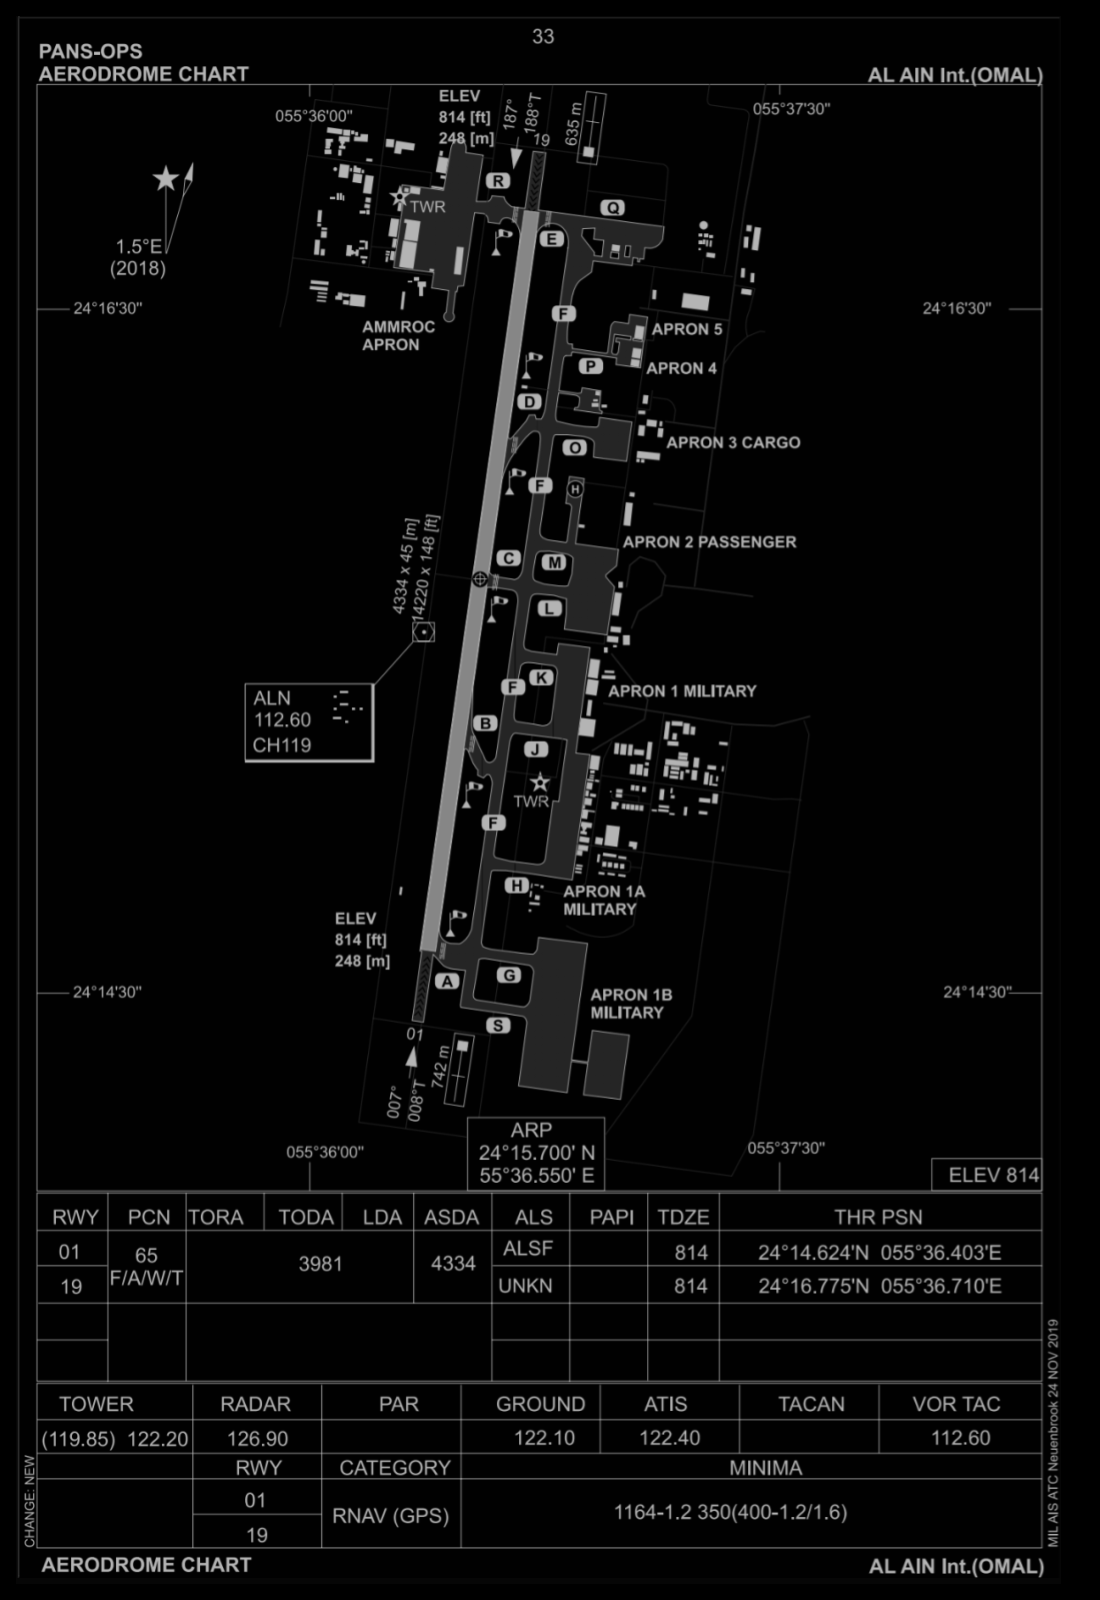 33
PANS-OPS
AERODROME CHART
AL AIN Int.(OMAL)
055°36'00"
ELEV
814 [ft]
248 [m]
187°
188°T
19
635 m
055°37'30"
R
TWR
Q
E
1.5°E
(2018)
24°16'30"
24°16'30"
F
AMMROC
APRON
APRON 5
P
APRON 4
D
O
APRON 3 CARGO
F
H
4334 x 45 [m]
14220 x 148 [ft]
APRON 2 PASSENGER
C
M
L
K
F
APRON 1 MILITARY
ALN
112.60
CH119
B
J
TWR
F
H
APRON 1A
MILITARY
ELEV
814 [ft]
248 [m]
A
G
24°14'30"
24°14'30"
APRON 1B
MILITARY
S
01
742 m
007°
008°T
055°36'00"
ARP
24°15.700' N
55°36.550' E
055°37'30"
ELEV 814
RWY PCN TORA TODA LDA ASDA ALS PAPI TDZE THR PSN
01 65 F/A/W/T 3981 4334 ALSF 814 24°14.624'N 055°36.403'E
19 UNKN 814 24°16.775'N 055°36.710'E
TOWER RADAR PAR GROUND ATIS TACAN VOR TAC
(119.85) 122.20 126.90 122.10 122.40 112.60
RWY CATEGORY MINIMA
01
RNAV (GPS) 1164-1.2 350(400-1.2/1.6)
19
CHANGE: NEW
MIL AIS ATC Neuenbrook 24 NOV 2019
AERODROME CHART
AL AIN Int.(OMAL)